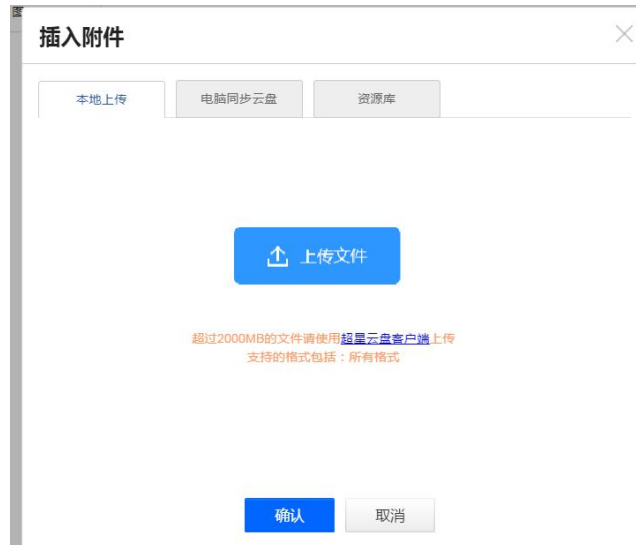 插入附件
本地上传 电脑同步云盘 资源库
上传文件
超过2000MB的文件请使用超星云盘客户端上传
支持的格式包括：所有格式
确认 取消